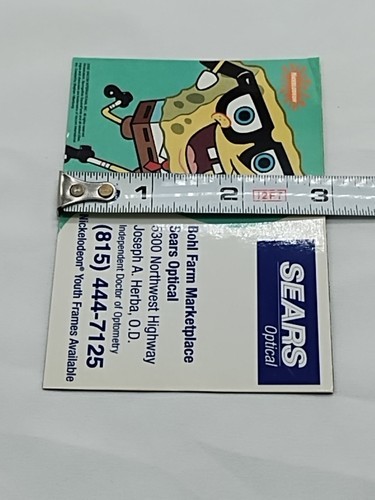 NICKELODEON
1 2 3
12FT
SEARS
Optical
Bohl Farm Marketplace
Sears Optical
5300 Northwest Highway
Joseph A. Herba, O.D.
Independent Doctor of Optometry
(815) 444-7125
Nickelodeon® Youth Frames Available